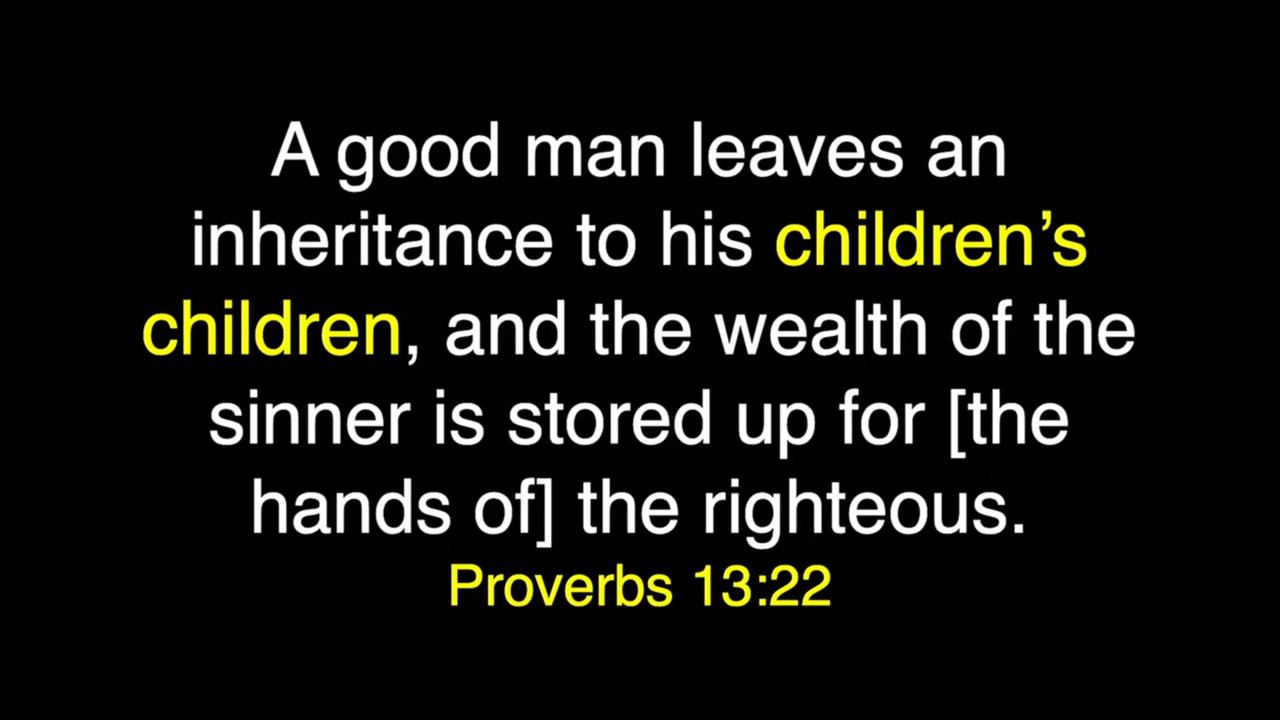 A good man leaves an
inheritance to his children’s
children, and the wealth of the
sinner is stored up for [the
hands of] the righteous.
Proverbs 13:22